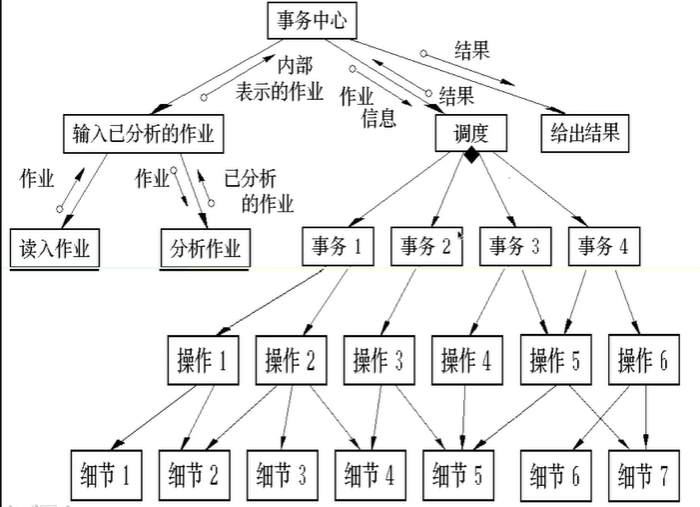 事务中心
结果
内部
表示的作业
作业
信息
结果
输入已分析的作业
调度
给出结果
作业
作业
已分析
的作业
读入作业
分析作业
事务 1
事务 2
事务 3
事务 4
操作 1
操作 2
操作 3
操作 4
操作 5
操作 6
细节 1
细节 2
细节 3
细节 4
细节 5
细节 6
细节 7